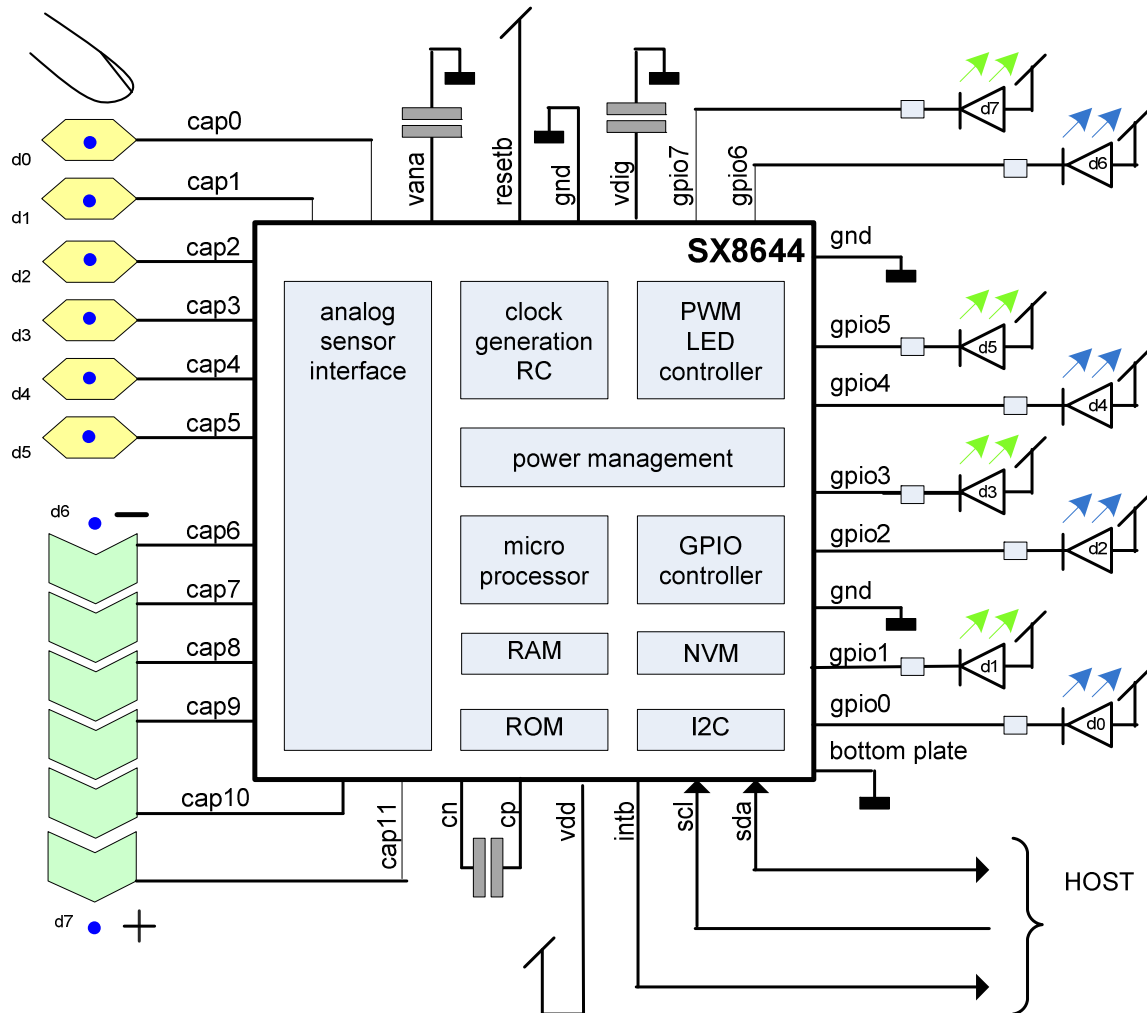 cap0
d0
cap1
d1
cap2
d2
cap3
d3
cap4
d4
cap5
d5
d6
cap6
cap7
cap8
cap9
cap10
cap11
d7
vana
resetb
gnd
vdig
gpio7
gpio6
SX8644
analog
sensor
interface
clock
generation
RC
PWM
LED
controller
power management
micro
processor
GPIO
controller
RAM
NVM
ROM
I2C
d7
d6
gnd
gpio5
d5
gpio4
d4
gpio3
d3
gpio2
d2
gnd
gpio1
d1
gpio0
d0
bottom plate
cn
cp
vdd
intb
scl
sda
HOST